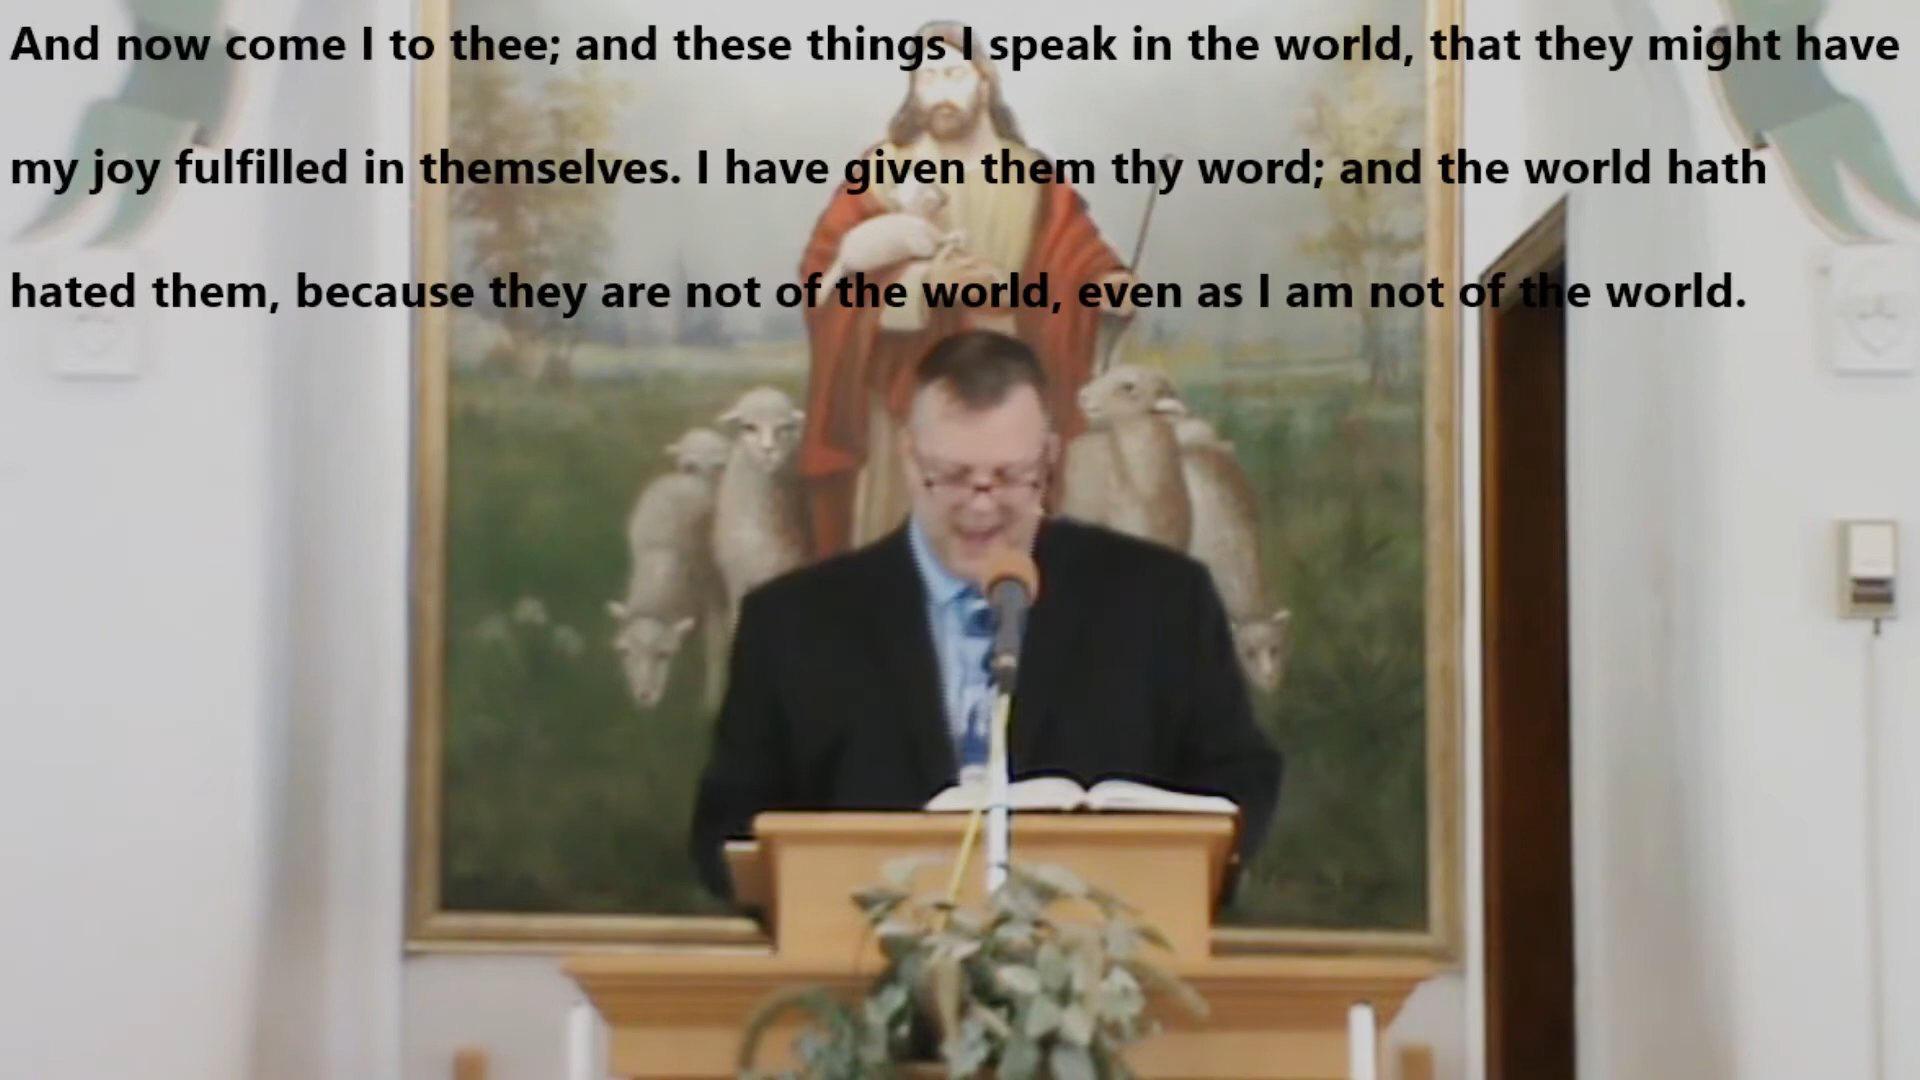 And now come I to thee; and these things I speak in the world, that they might have
my joy fulfilled in themselves. I have given them thy word; and the world hath
hated them, because they are not of the world, even as I am not of the world.